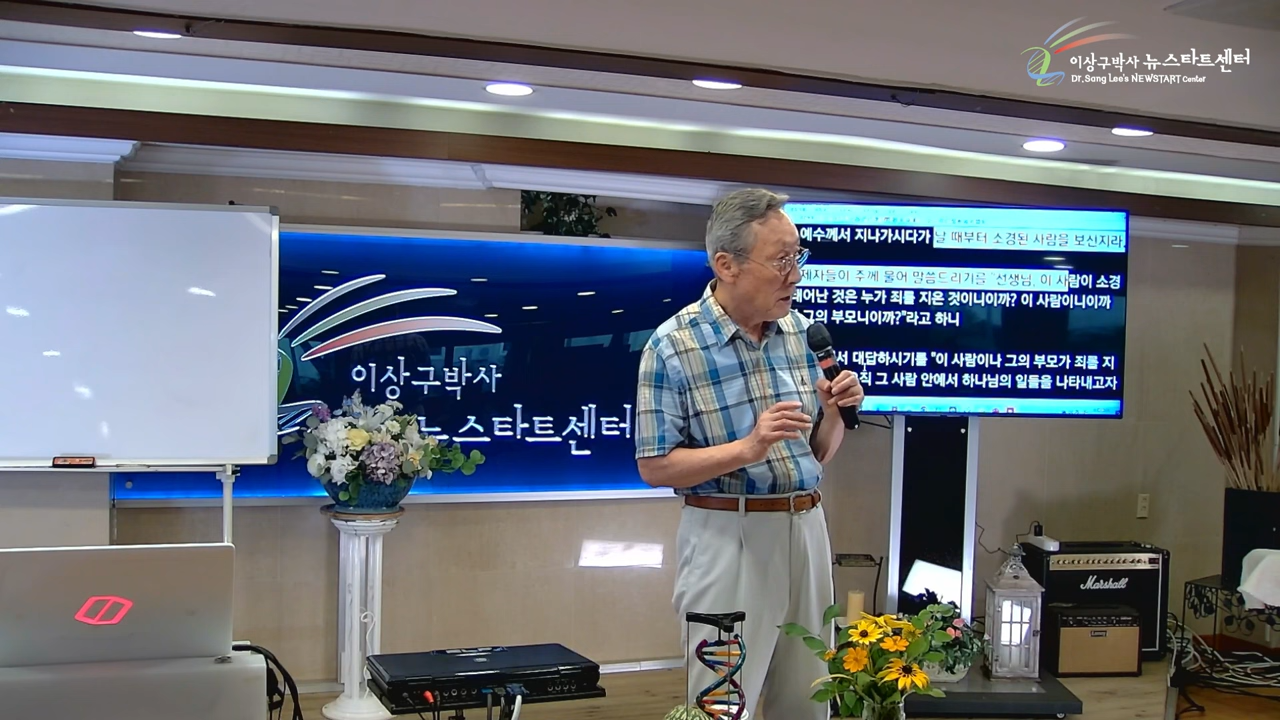 이상구박사 뉴스타트센터
Dr. Sang Lee's NEWSTART Center
예수께서 지나가시다가 날 때부터 소경된 사람을 보신지라.
제자들이 주께 물어 말씀드리기를 "선생님, 이 사람이 소경
태어난 것은 누가 죄를 지은 것이니이까? 이 사람이니이까
그의 부모니이까?"라고 하니
서 대답하시기를 "이 사람이나 그의 부모가 죄를 지
직 그 사람 안에서 하나님의 일들을 나타내고자
이상구박사
뉴스타트센터
Marshall
Laney